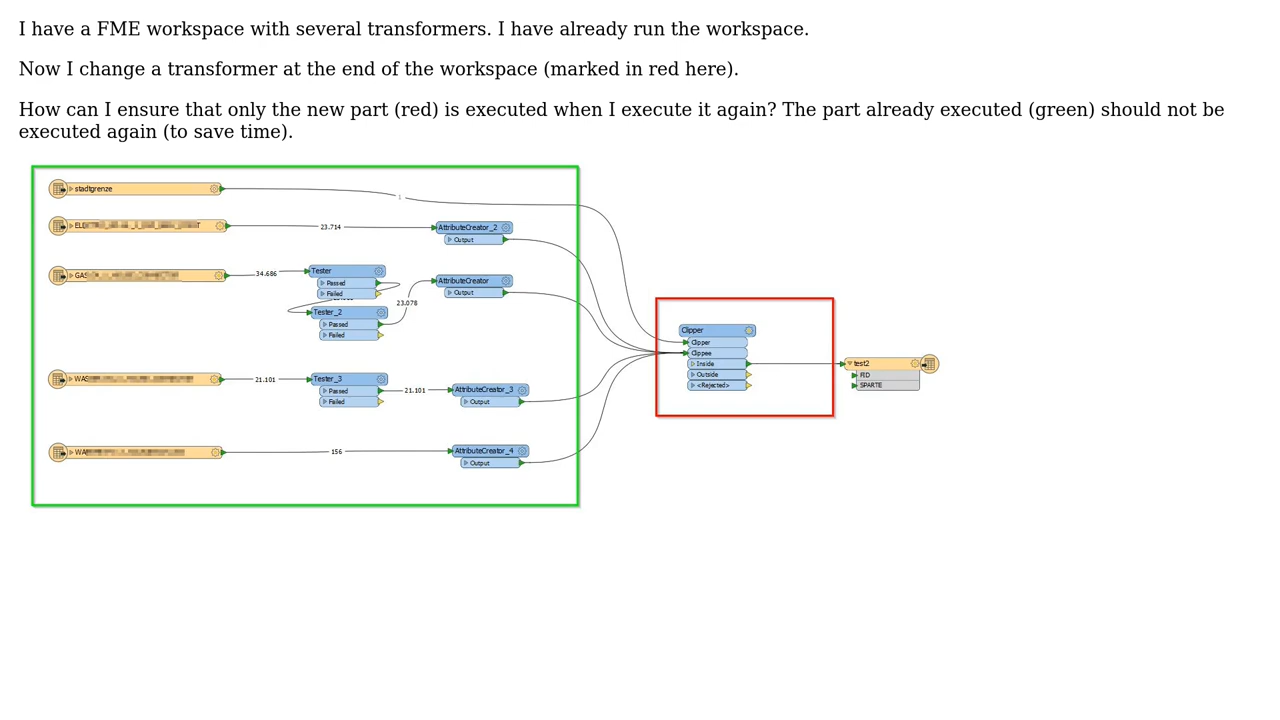 I have a FME workspace with several transformers. I have already run the workspace.
Now I change a transformer at the end of the workspace (marked in red here).
How can I ensure that only the new part (red) is executed when I execute it again? The part already executed (green) should not be
executed again (to save time).
stadtgrenze
1
23.714
AttributeCreator_2
Output
34.686
Tester
Passed
Failed
AttributeCreator
Output
23.078
Tester_2
Passed
Failed
Clipper
Clipper
Clippee
Inside
Outside
<Rejected>
test2
FID
SPARTE
21.101
Tester_3
Passed
Failed
21.101
AttributeCreator_3
Output
156
AttributeCreator_4
Output